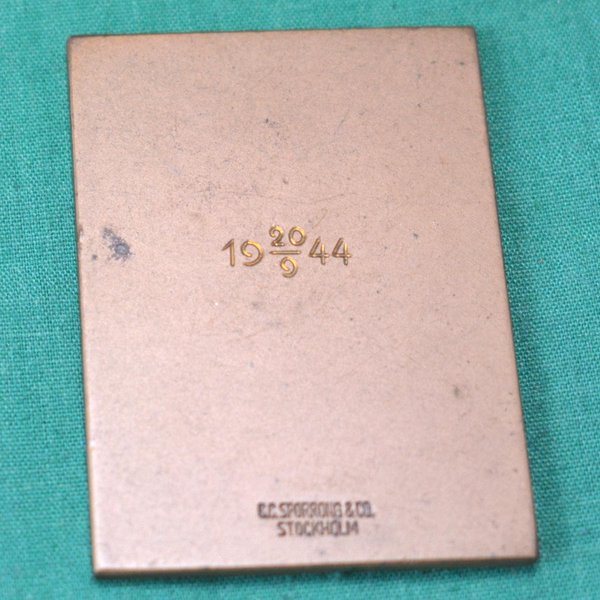 19 20/9 44
C.C. SPORRONG & CO.
STOCKHOLM